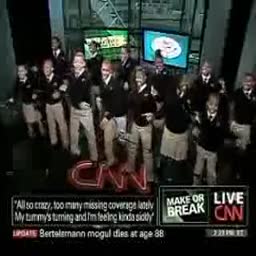 CNN
"All so crazy, too many missing coverage lately
My tummy's turning and I'm feeling kinda sickly"
MAKE OR
BREAK
LIVE
CNN
UPDATE Bertelsmann mogul dies at age 88